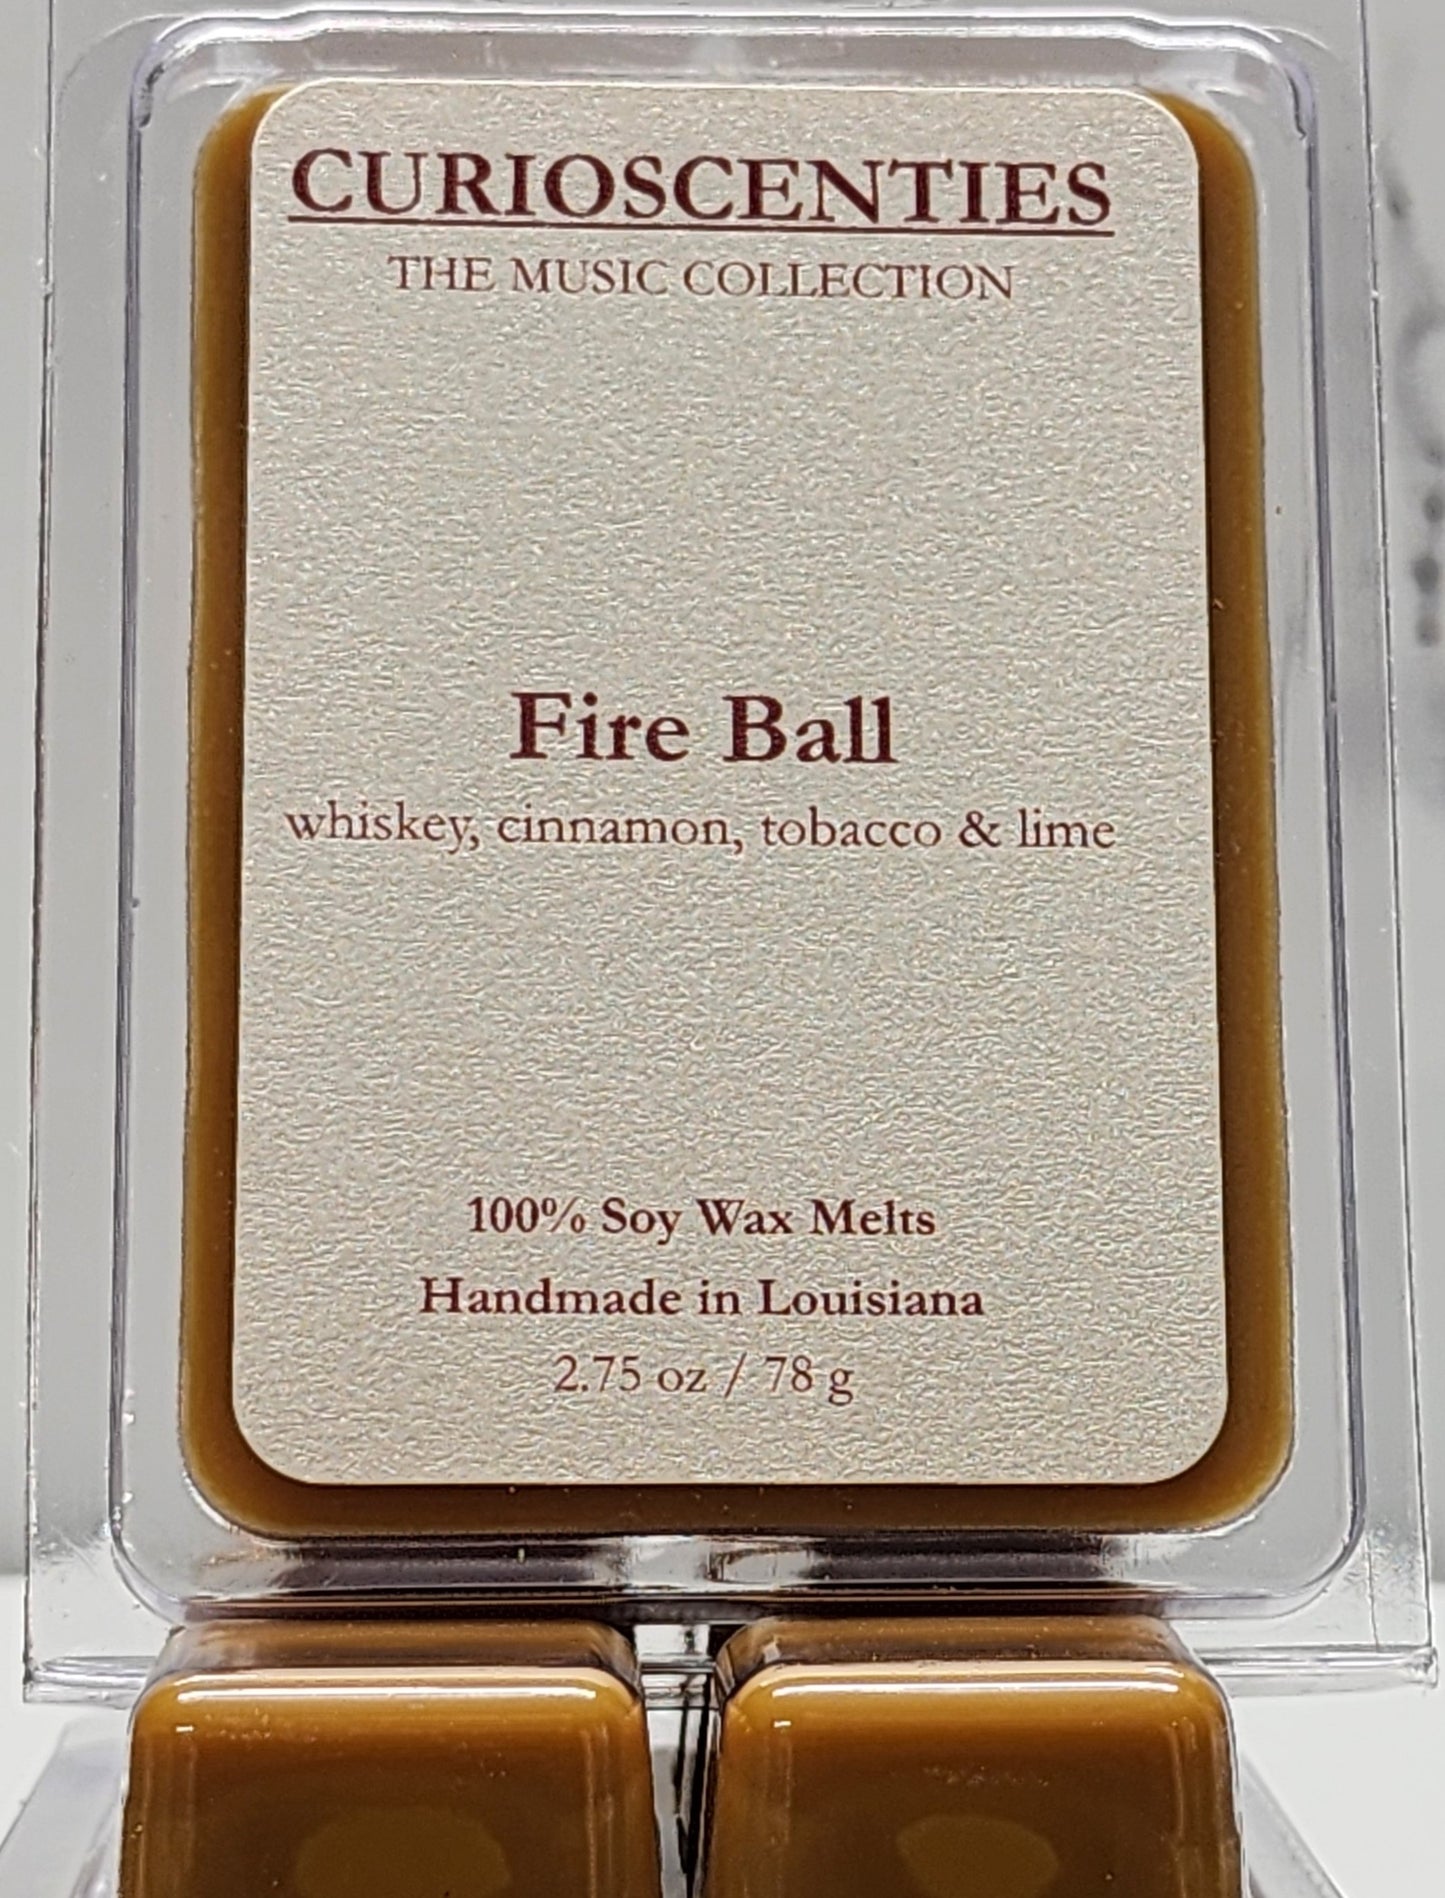 CURIOSCENTIES
THE MUSIC COLLECTION
Fire Ball
whiskey, cinnamon, tobacco & lime
100% Soy Wax Melts
Handmade in Louisiana
2.75 oz / 78 g